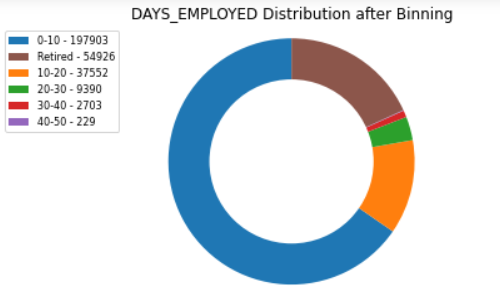 DAYS_EMPLOYED Distribution after Binning
0-10 - 197903
Retired - 54926
10-20 - 37552
20-30 - 9390
30-40 - 2703
40-50 - 229